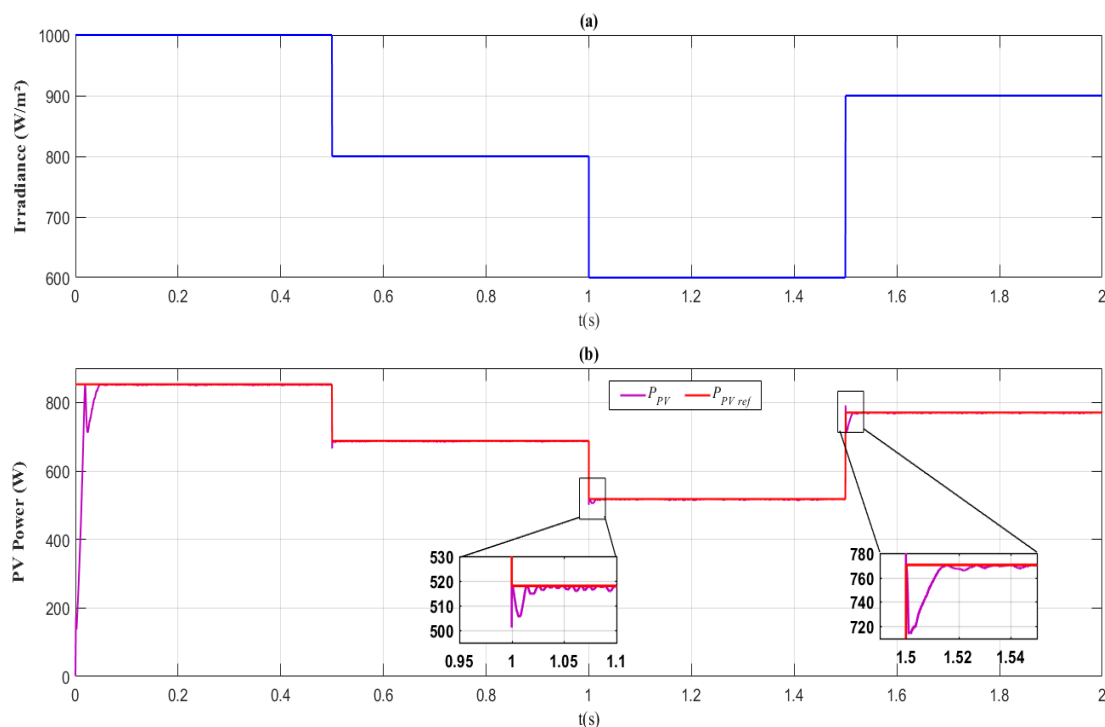 (a)
Irradiance (W/m²)
1000
900
800
700
600
0 0.2 0.4 0.6 0.8 1 1.2 1.4 1.6 1.8 2
t(s)
(b)
PV Power (W)
800
600
400
200
0
P_PV P_PV ref
530
520
510
500
0.95 1 1.05 1.1
780
760
740
720
1.5 1.52 1.54
0 0.2 0.4 0.6 0.8 1 1.2 1.4 1.6 1.8 2
t(s)